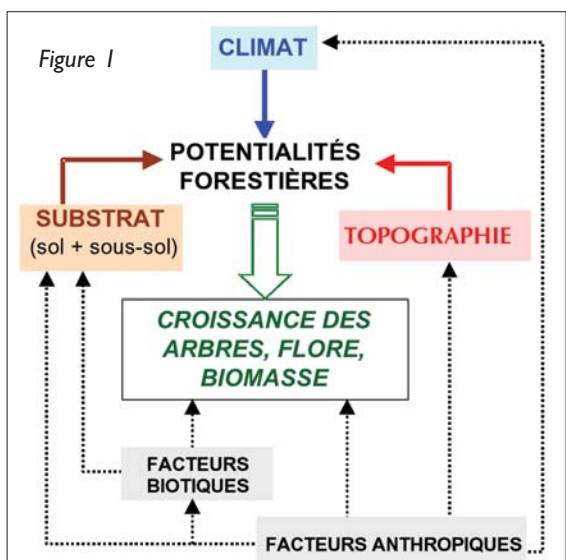 Figure 1
CLIMAT
POTENTIALITÉS
FORESTIÈRES
SUBSTRAT
(sol + sous-sol)
TOPOGRAPHIE
CROISSANCE DES
ARBRES, FLORE,
BIOMASSE
FACTEURS
BIOTIQUES
FACTEURS ANTHROPIQUES